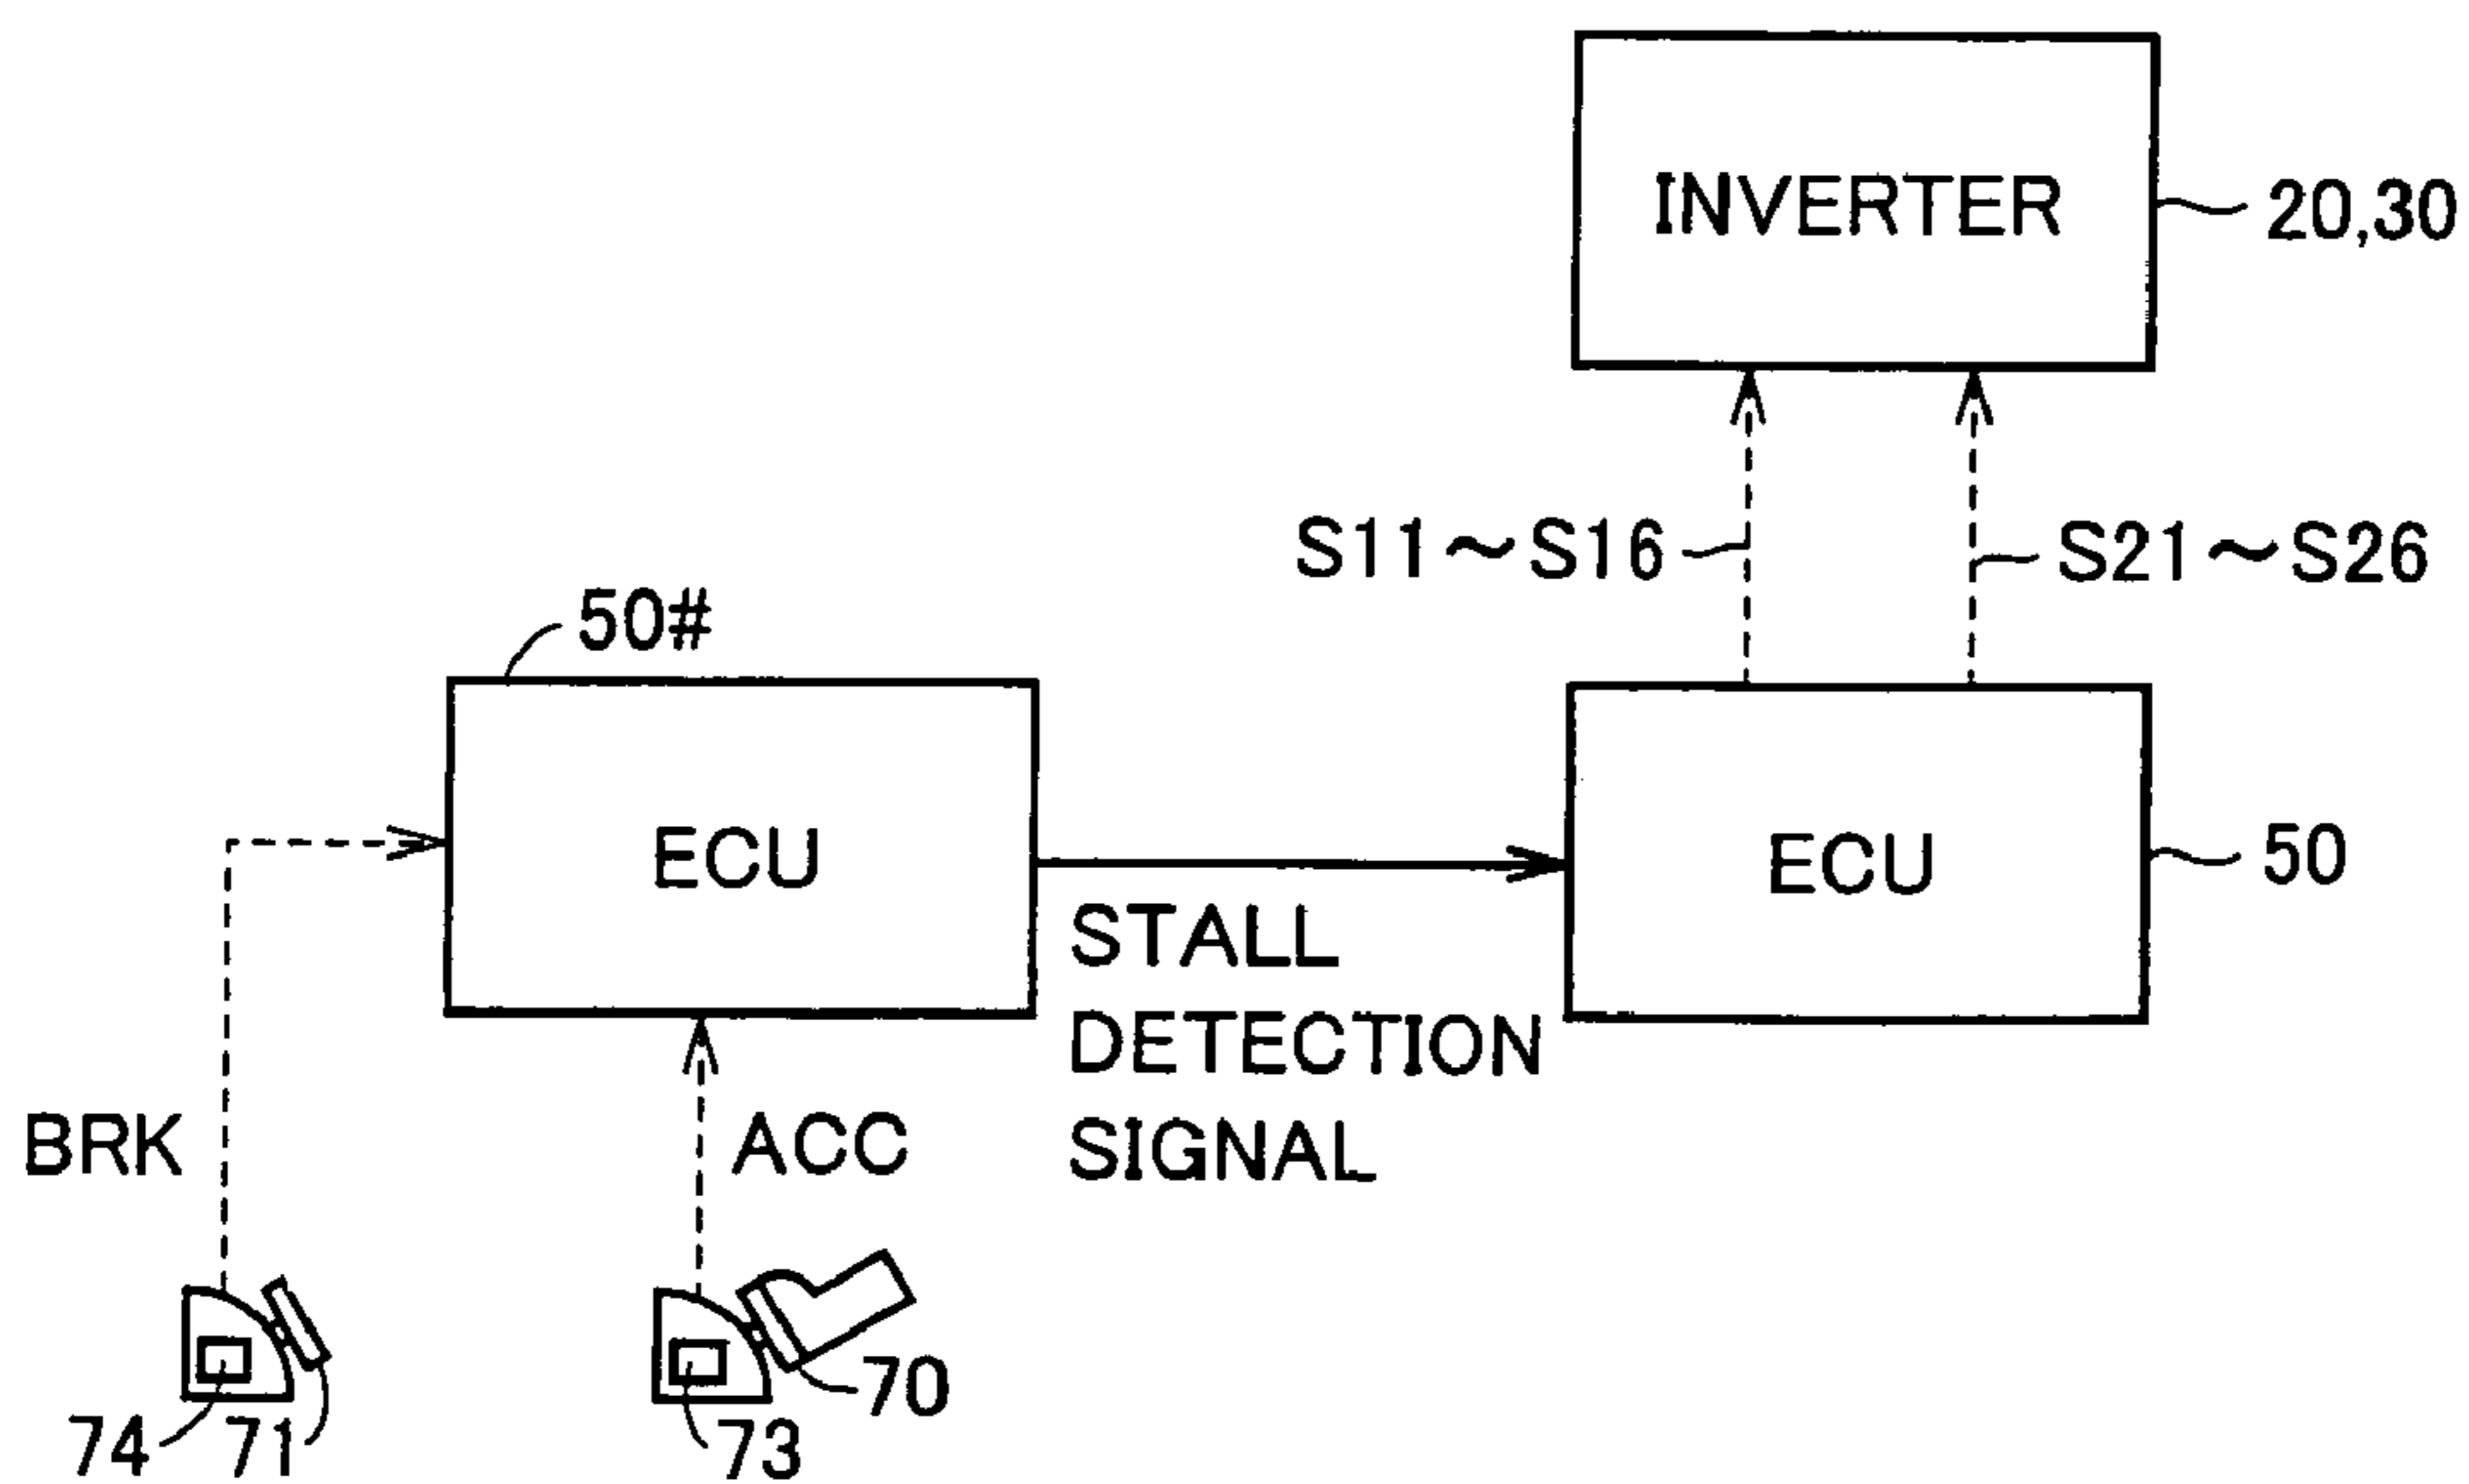 INVERTER
20,30
S11~S16
S21~S26
50#
ECU
ECU
50
STALL
DETECTION
SIGNAL
BRK
ACC
70
74
71
73